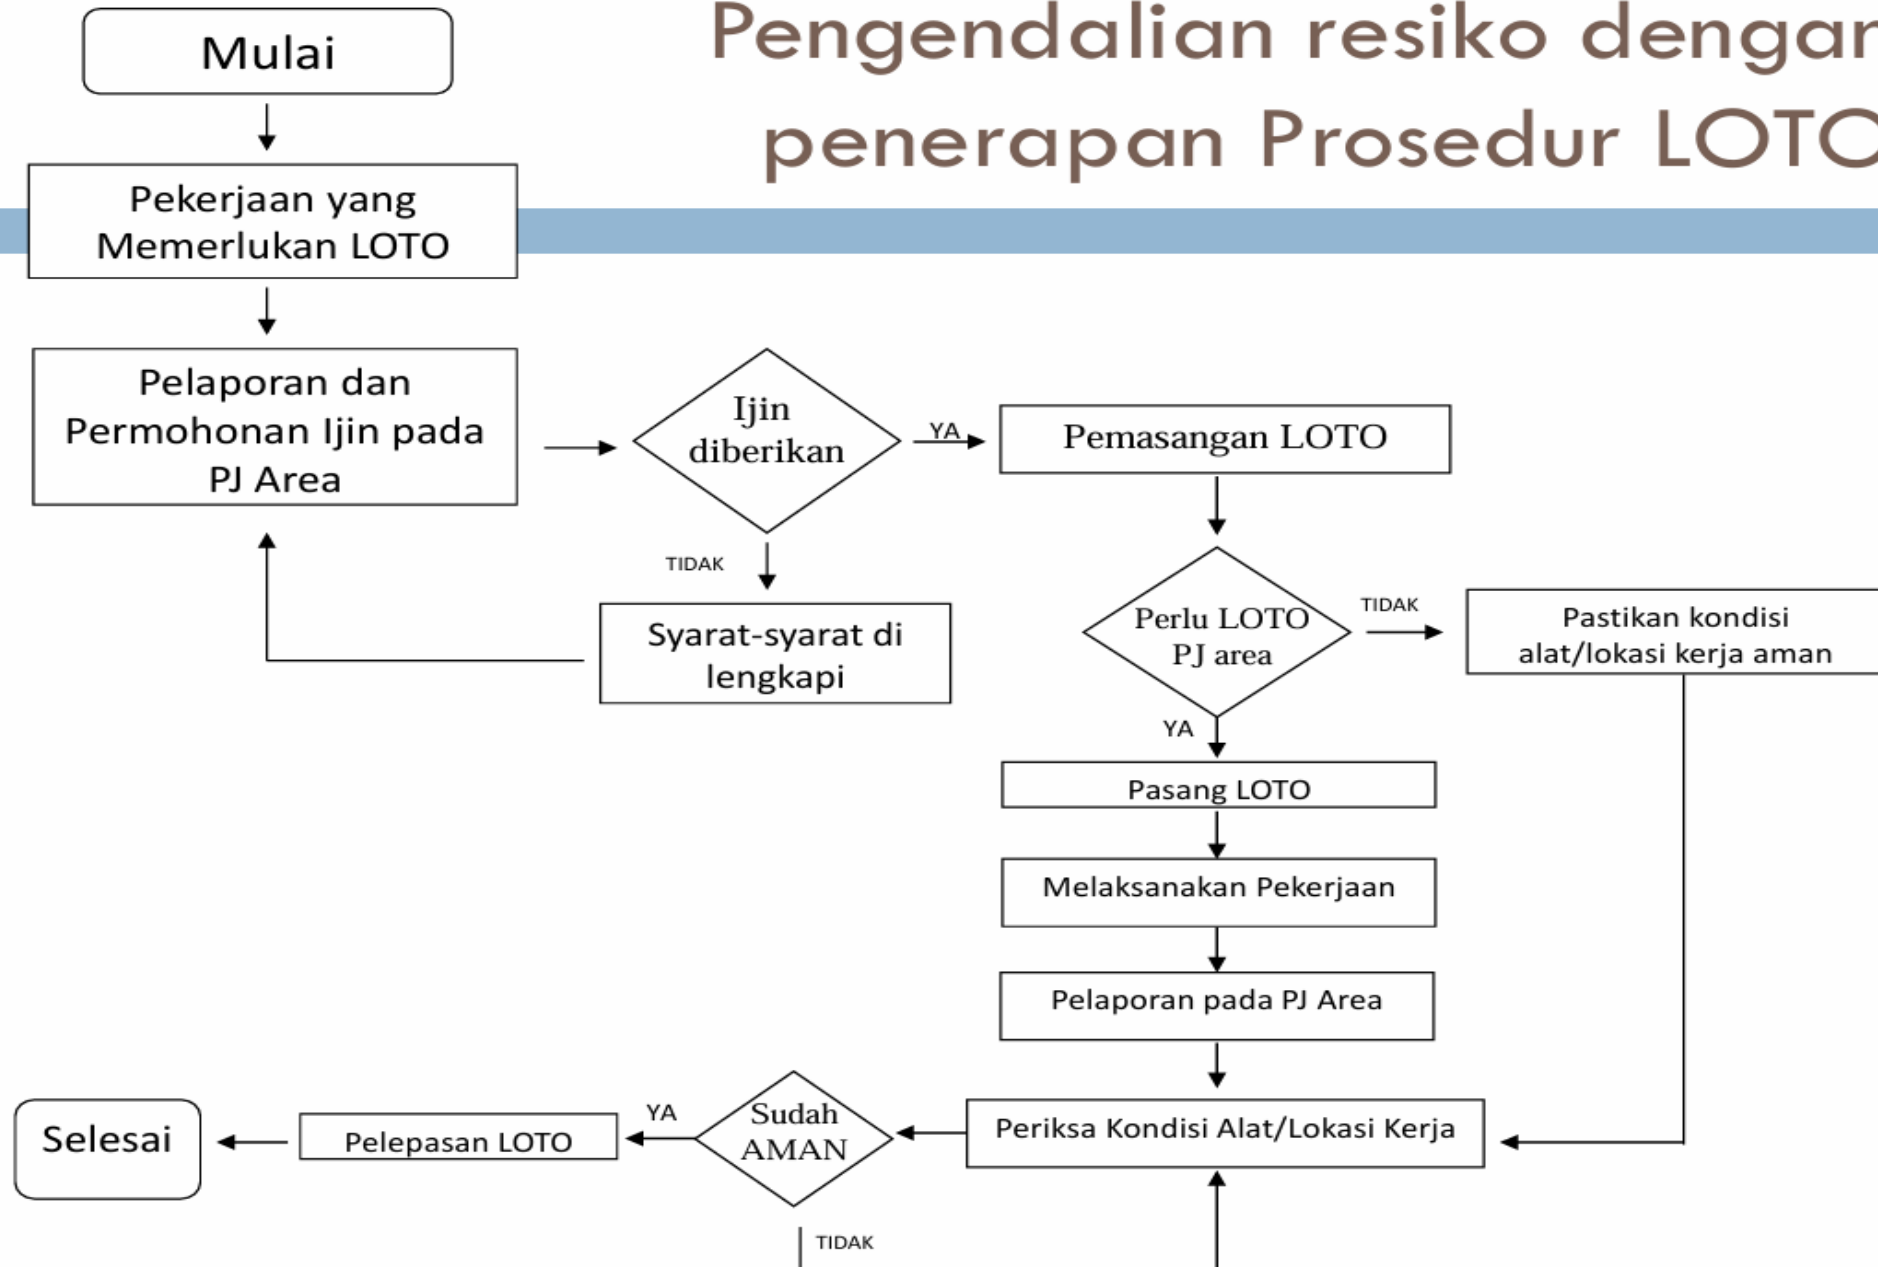 Pengendalian resiko dengan
penerapan Prosedur LOTO
Mulai
Pekerjaan yang
Memerlukan LOTO
Pelaporan dan
Permohonan Ijin pada
PJ Area
Ijin
diberikan
YA
Pemasangan LOTO
TIDAK
Syarat-syarat di
lengkapi
Perlu LOTO
PJ area
TIDAK
Pastikan kondisi
alat/lokasi kerja aman
YA
Pasang LOTO
Melaksanakan Pekerjaan
Pelaporan pada PJ Area
Periksa Kondisi Alat/Lokasi Kerja
Sudah
AMAN
YA
Pelepasan LOTO
Selesai
TIDAK